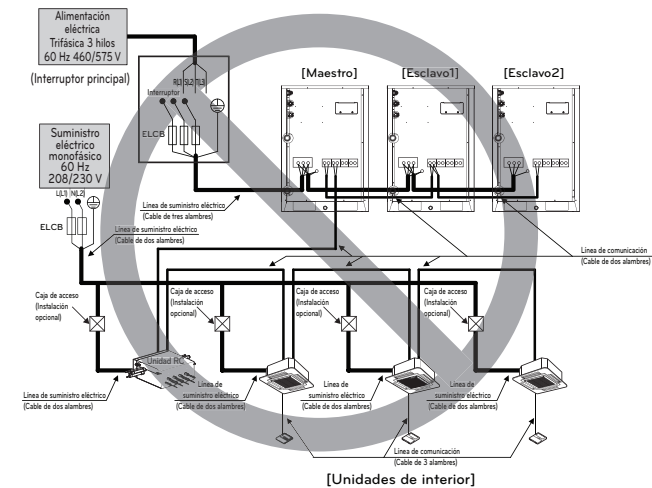 Alimentación
eléctrica
Trifásica 3 hilos
60 Hz 460/575 V
(Interruptor principal)
R(L1) S(L2) T(L3)
Interruptor
ELCB
[Maestro]
[Esclavo1]
[Esclavo2]
Suministro
eléctrico
monofásico
60 Hz
208/230 V
L(L1) N(L2)
ELCB
Línea de suministro eléctrico
(Cable de dos alambres)
Línea de suministro eléctrico
(Cable de tres alambres)
Línea de comunicación
(Cable de dos alambres)
Caja de acceso
(Instalación
opcional)
Caja de acceso
(Instalación
opcional)
Caja de acceso
(Instalación
opcional)
Caja de acceso
(Instalación
opcional)
Unidad RC
Línea de suministro eléctrico
(Cable de dos alambres)
Línea de
suministro eléctrico
(Cable de dos alambres)
Línea de
suministro eléctrico
(Cable de dos alambres)
Línea de
suministro eléctrico
(Cable de dos alambres)
Línea de comunicación
(Cable de 3 alambres)
[Unidades de interior]